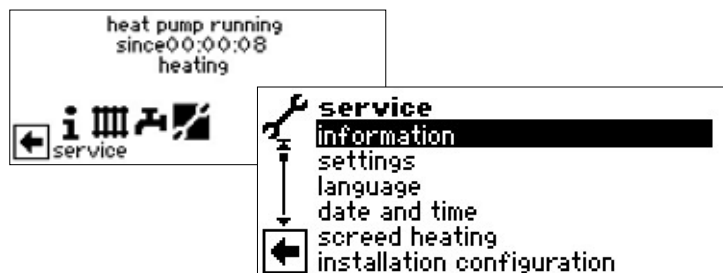 heat pump running
since00:00:08
heating
service
service
information
settings
language
date and time
screed heating
installation configuration